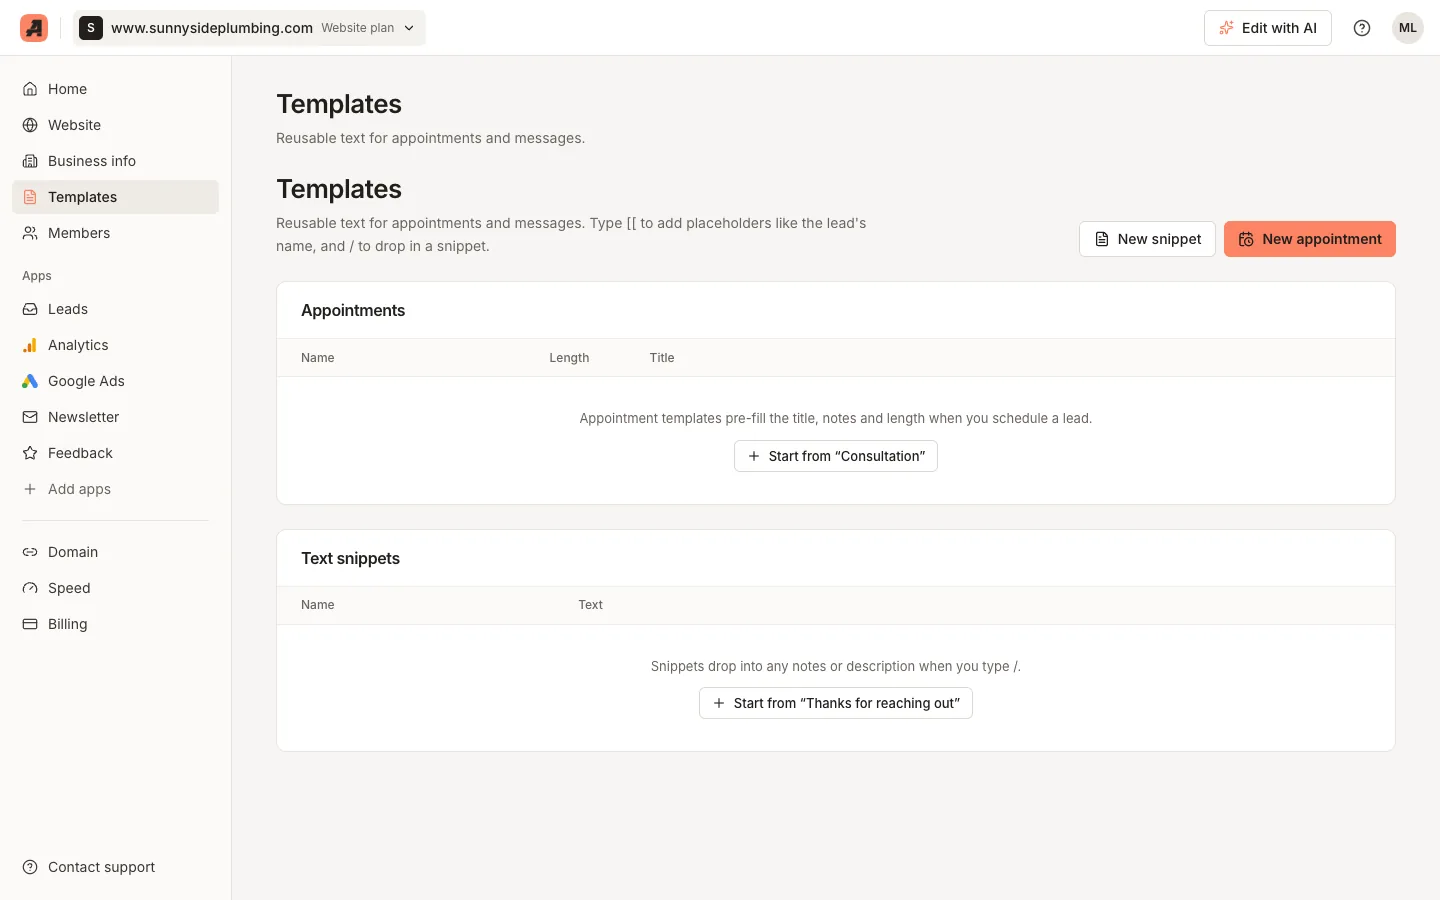 S www.sunnysideplumbing.com Website plan
Edit with AI
ML
Home
Website
Business info
Templates
Members
Apps
Leads
Analytics
Google Ads
Newsletter
Feedback
Add apps
Domain
Speed
Billing
Contact support
Templates
Reusable text for appointments and messages.
Templates
Reusable text for appointments and messages. Type [[ to add placeholders like the lead's
name, and / to drop in a snippet.
New snippet
New appointment
Appointments
Name Length Title
Appointment templates pre-fill the title, notes and length when you schedule a lead.
Start from “Consultation”
Text snippets
Name Text
Snippets drop into any notes or description when you type /.
Start from “Thanks for reaching out”